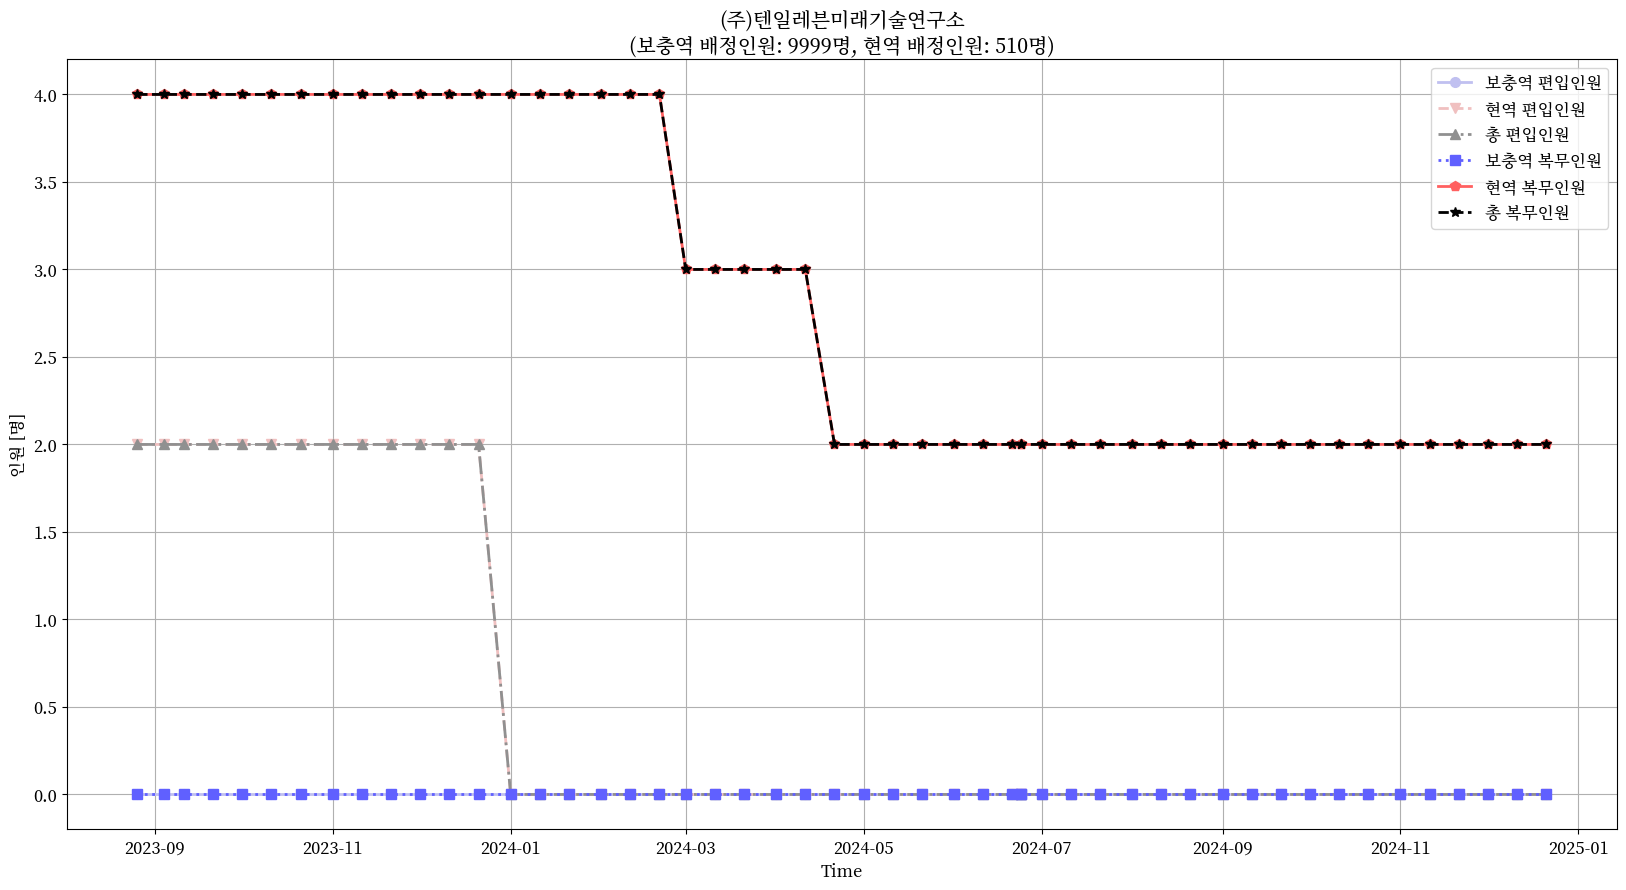 (주)텐일레븐미래기술연구소
(보충역 배정인원: 9999명, 현역 배정인원: 510명)
보충역 편입인원
현역 편입인원
총 편입인원
보충역 복무인원
현역 복무인원
총 복무인원
인원 [명]
4.0
3.5
3.0
2.5
2.0
1.5
1.0
0.5
0.0
2023-09
2023-11
2024-01
2024-03
2024-05
2024-07
2024-09
2024-11
2025-01
Time